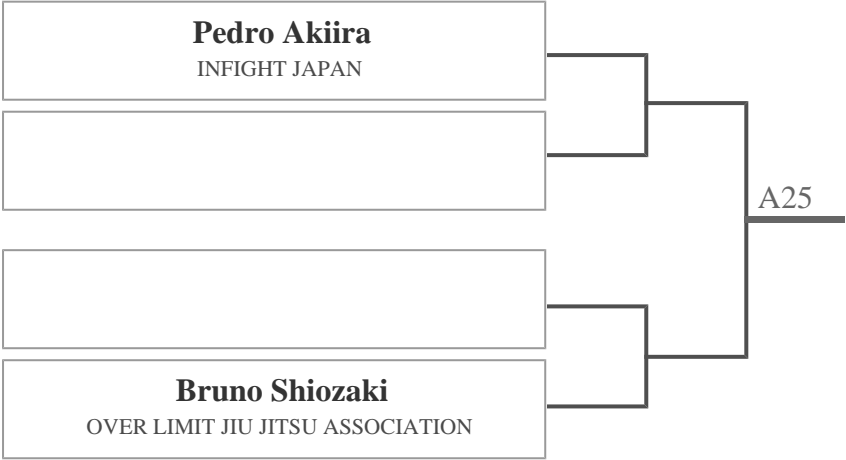 Pedro Akiira
INFIGHT JAPAN
A25
Bruno Shiozaki
OVER LIMIT JIU JITSU ASSOCIATION